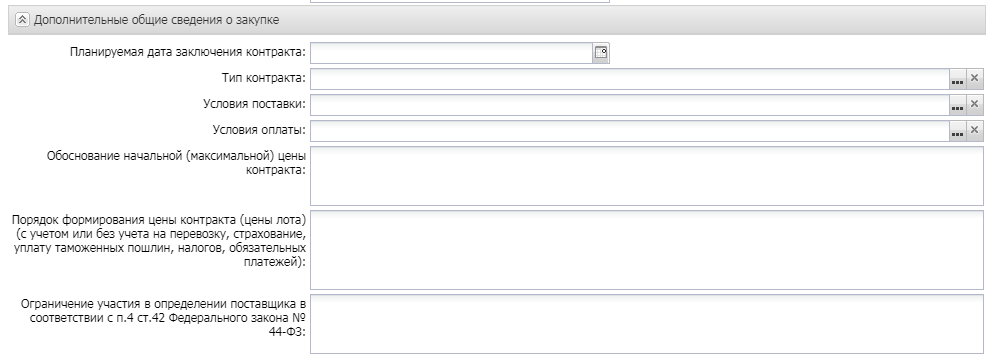 Дополнительные общие сведения о закупке
Планируемая дата заключения контракта:
Тип контракта:
Условия поставки:
Условия оплаты:
Обоснование начальной (максимальной) цены
контракта:
Порядок формирования цены контракта (цены лота)
(с учетом или без учета на перевозку, страхование,
уплату таможенных пошлин, налогов, обязательных
платежей):
Ограничение участия в определении поставщика в
соответствии с п.4 ст.42 Федерального закона №
44-ФЗ: